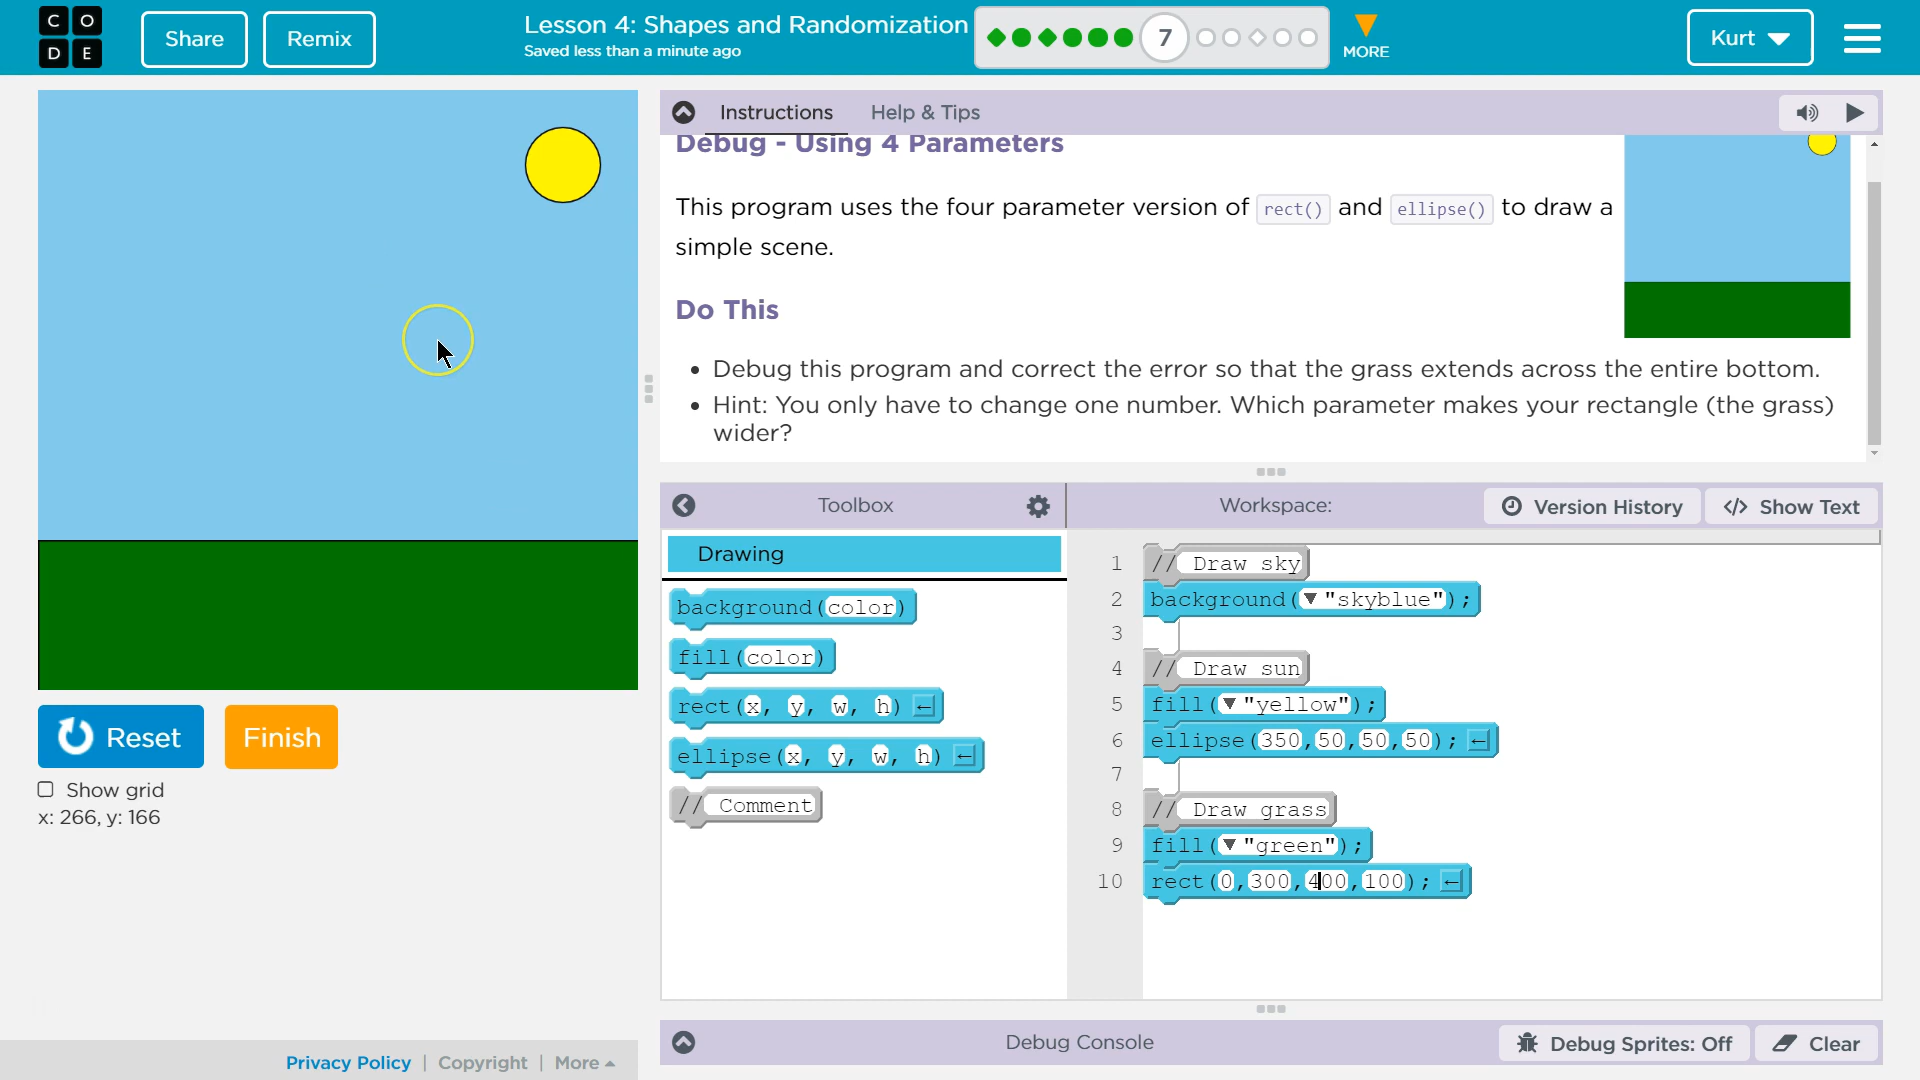 C O
D E
Share
Remix
Lesson 4: Shapes and Randomization
Saved less than a minute ago
7
MORE
Kurt
Instructions
Help & Tips
Debug - Using 4 Parameters
This program uses the four parameter version of rect() and ellipse() to draw a
simple scene.
Do This
• Debug this program and correct the error so that the grass extends across the entire bottom.
• Hint: You only have to change one number. Which parameter makes your rectangle (the grass)
wider?
Reset
Finish
Show grid
x: 266, y: 166
Toolbox
Drawing
background(color)
fill(color)
rect(x, y, w, h)
ellipse(x, y, w, h)
// Comment
Workspace:
Version History
</> Show Text
1 // Draw sky
2 background("skyblue");
3
4 // Draw sun
5 fill("yellow");
6 ellipse(350,50,50,50);
7
8 // Draw grass
9 fill("green");
10 rect(0,300,400,100);
Debug Console
Debug Sprites: Off
Clear
Privacy Policy | Copyright | More